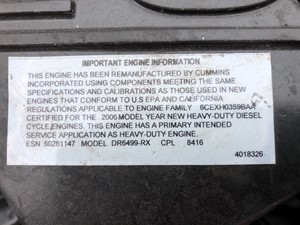 IMPORTANT ENGINE INFORMATION
THIS ENGINE HAS BEEN REMANUFACTURED BY CUMMINS
INCORPORATED USING COMPONENTS MEETING THE SAME
SPECIFICATIONS AND CALIBRATIONS AS THOSE USED IN NEW
ENGINES THAT CONFORM TO U.S EPA AND CALIFORNIA
REGULATIONS APPLICABLE TO ENGINE FAMILY 6CEXH0359BAA
CERTIFIED FOR THE 2006 MODEL YEAR NEW HEAVY-DUTY DIESEL
CYCLE ENGINES. THIS ENGINE HAS A PRIMARY INTENDED
SERVICE APPLICATION AS HEAVY-DUTY ENGINE.
ESN 60281147 MODEL DR6499-RX CPL 8416
4018326